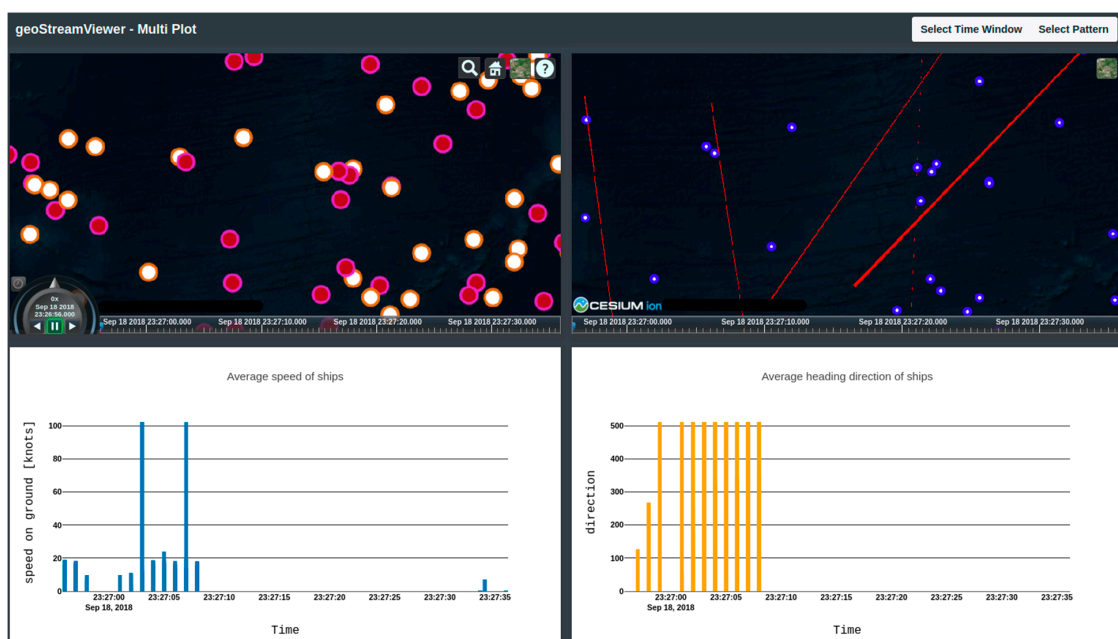 geoStreamViewer - Multi Plot
Select Time Window Select Pattern
?
0x
Sep 18 2018
23:26:56.000
Sep 18 2018 23:27:00.000 Sep 18 2018 23:27:10.000 Sep 18 2018 23:27:20.000 Sep 18 2018 23:27:30.000
CESIUM ion
Sep 18 2018 23:27:00.000 Sep 18 2018 23:27:10.000 Sep 18 2018 23:27:20.000 Sep 18 2018 23:27:30.000
Average speed of ships
speed on ground [knots]
100
80
60
40
20
0
23:27:00 23:27:05 23:27:10 23:27:15 23:27:20 23:27:25 23:27:30 23:27:35
Sep 18, 2018
Time
Average heading direction of ships
direction
500
400
300
200
100
0
23:27:00 23:27:05 23:27:10 23:27:15 23:27:20 23:27:25 23:27:30 23:27:35
Sep 18, 2018
Time